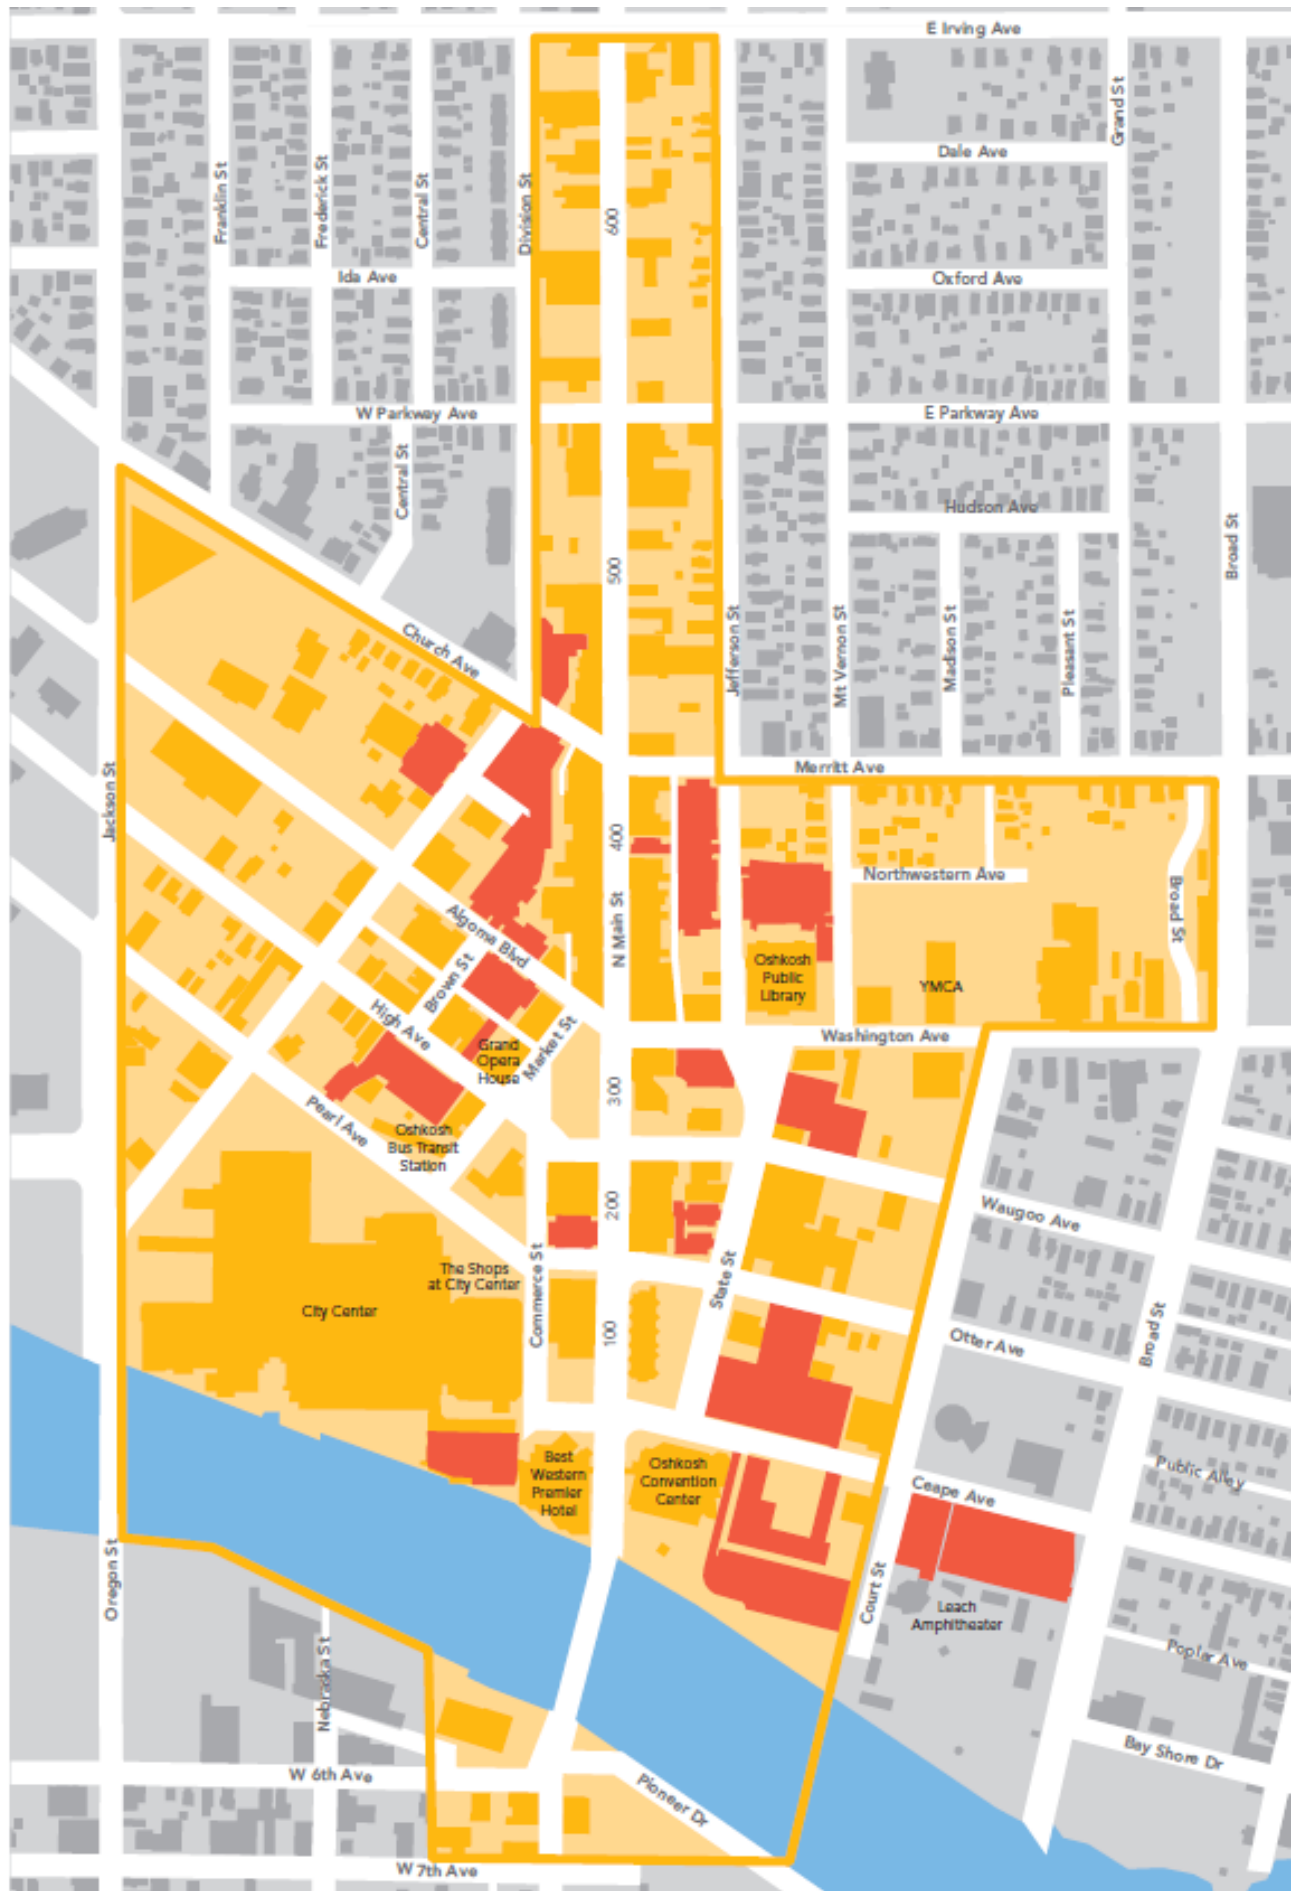 E Irving Ave
Grand St
Dale Ave
Franklin St
Frederick St
Central St
Division St
600
Ida Ave
Oxford Ave
W Parkway Ave
E Parkway Ave
Central St
Hudson Ave
Broad St
500
Church Ave
Jefferson St
Mt Vernon St
Madison St
Pleasant St
Merritt Ave
Jackson St
400
Northwestern Ave
Algoma Blvd
N Main St
Broad St
Oshkosh
Public
Library
YMCA
Brown St
High Ave
Grand
Opera
House
Market St
Washington Ave
300
Pearl Ave
Oshkosh
Bus Transit
Station
200
Waugoo Ave
The Shops
at City Center
City Center
Commerce St
State St
100
Otter Ave
Broad St
Best
Western
Premier
Hotel
Oshkosh
Convention
Center
Public Alley
Ceape Ave
Oregon St
Court St
Leach
Amphitheater
Poplar Ave
Nebraska St
Bay Shore Dr
W 6th Ave
Pioneer Dr
W 7th Ave